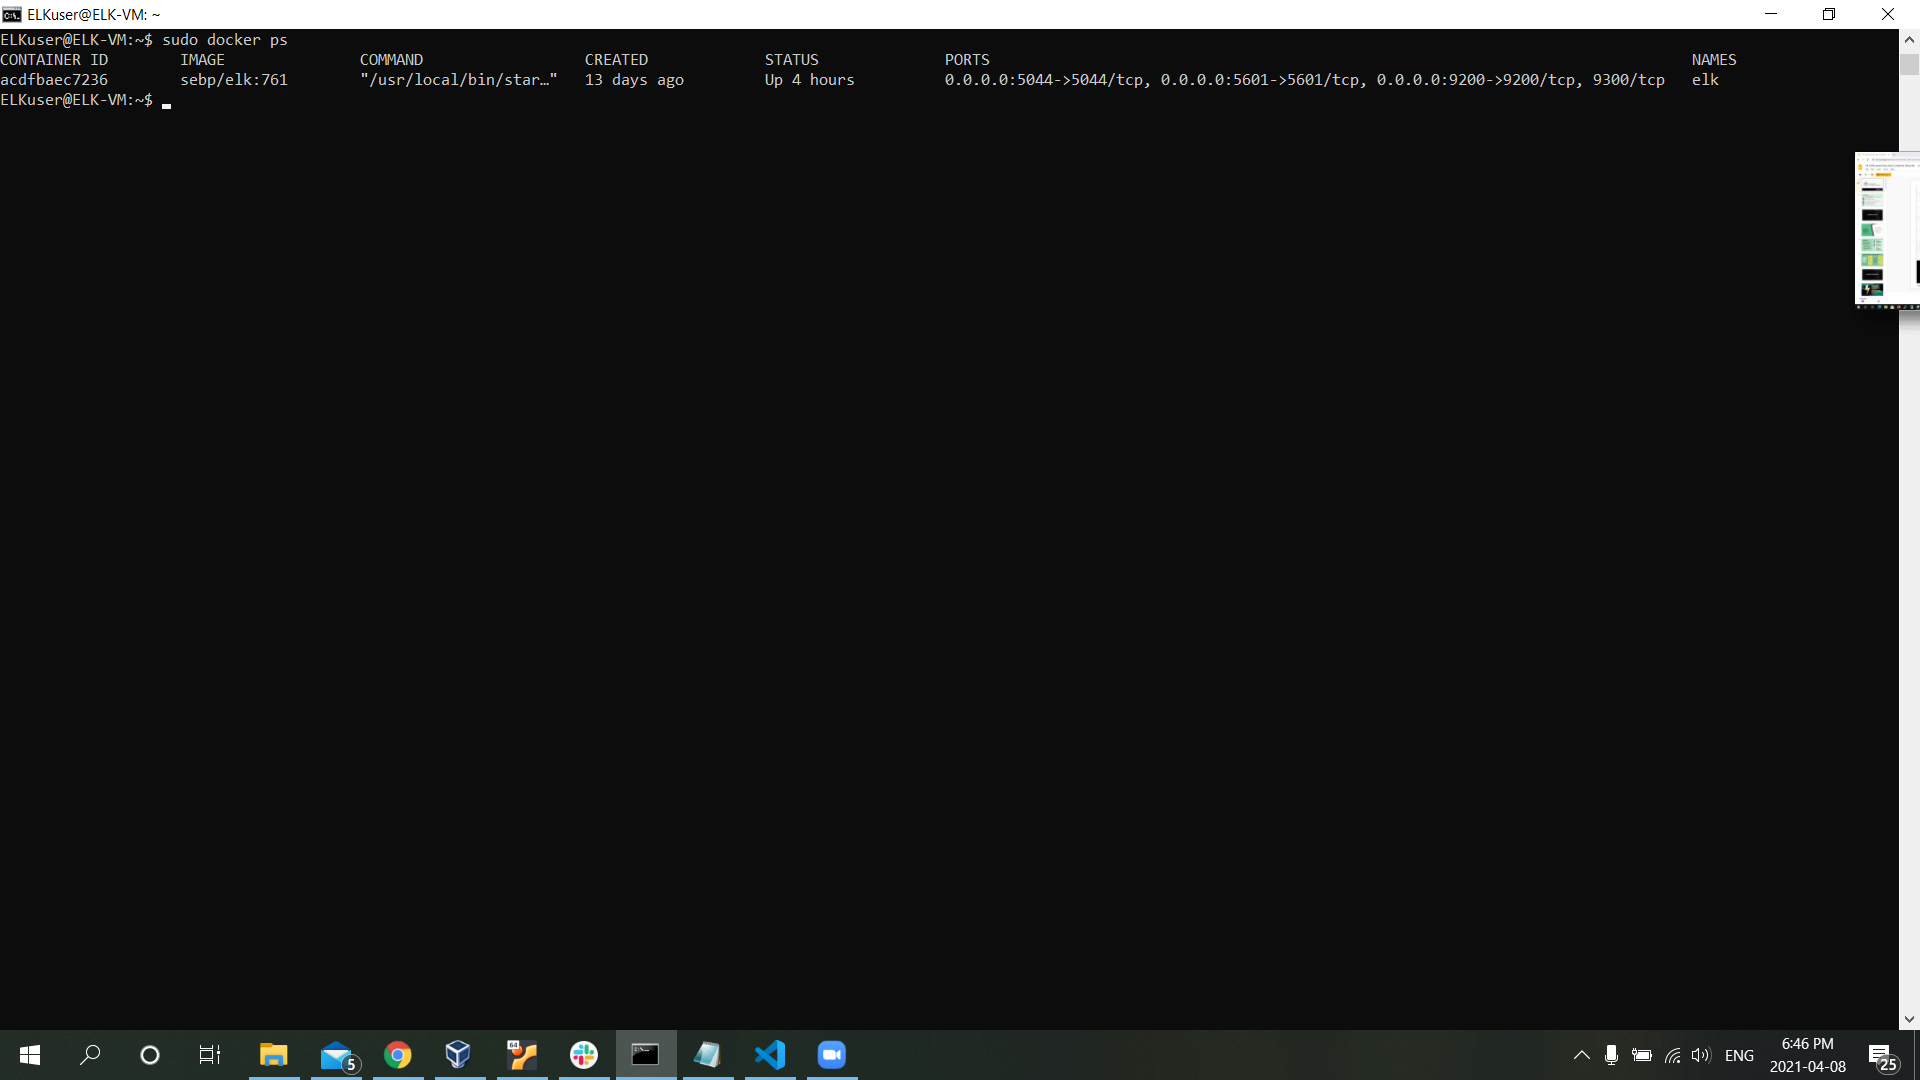 ELKuser@ELK-VM: ~
ELKuser@ELK-VM:~$ sudo docker ps
CONTAINER ID IMAGE COMMAND CREATED STATUS PORTS NAMES
acdfbaec7236 sebp/elk:761 "/usr/local/bin/star…" 13 days ago Up 4 hours 0.0.0.0:5044->5044/tcp, 0.0.0.0:5601->5601/tcp, 0.0.0.0:9200->9200/tcp, 9300/tcp elk
ELKuser@ELK-VM:~$
5
64
ENG
6:46 PM
2021-04-08
25